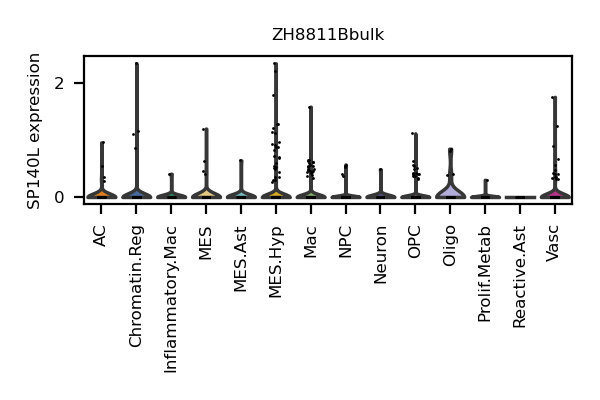 ZH8811Bbulk
SP140L expression
2
0
AC
Chromatin.Reg
Inflammatory.Mac
MES
MES.Ast
MES.Hyp
Mac
NPC
Neuron
OPC
Oligo
Prolif.Metab
Reactive.Ast
Vasc